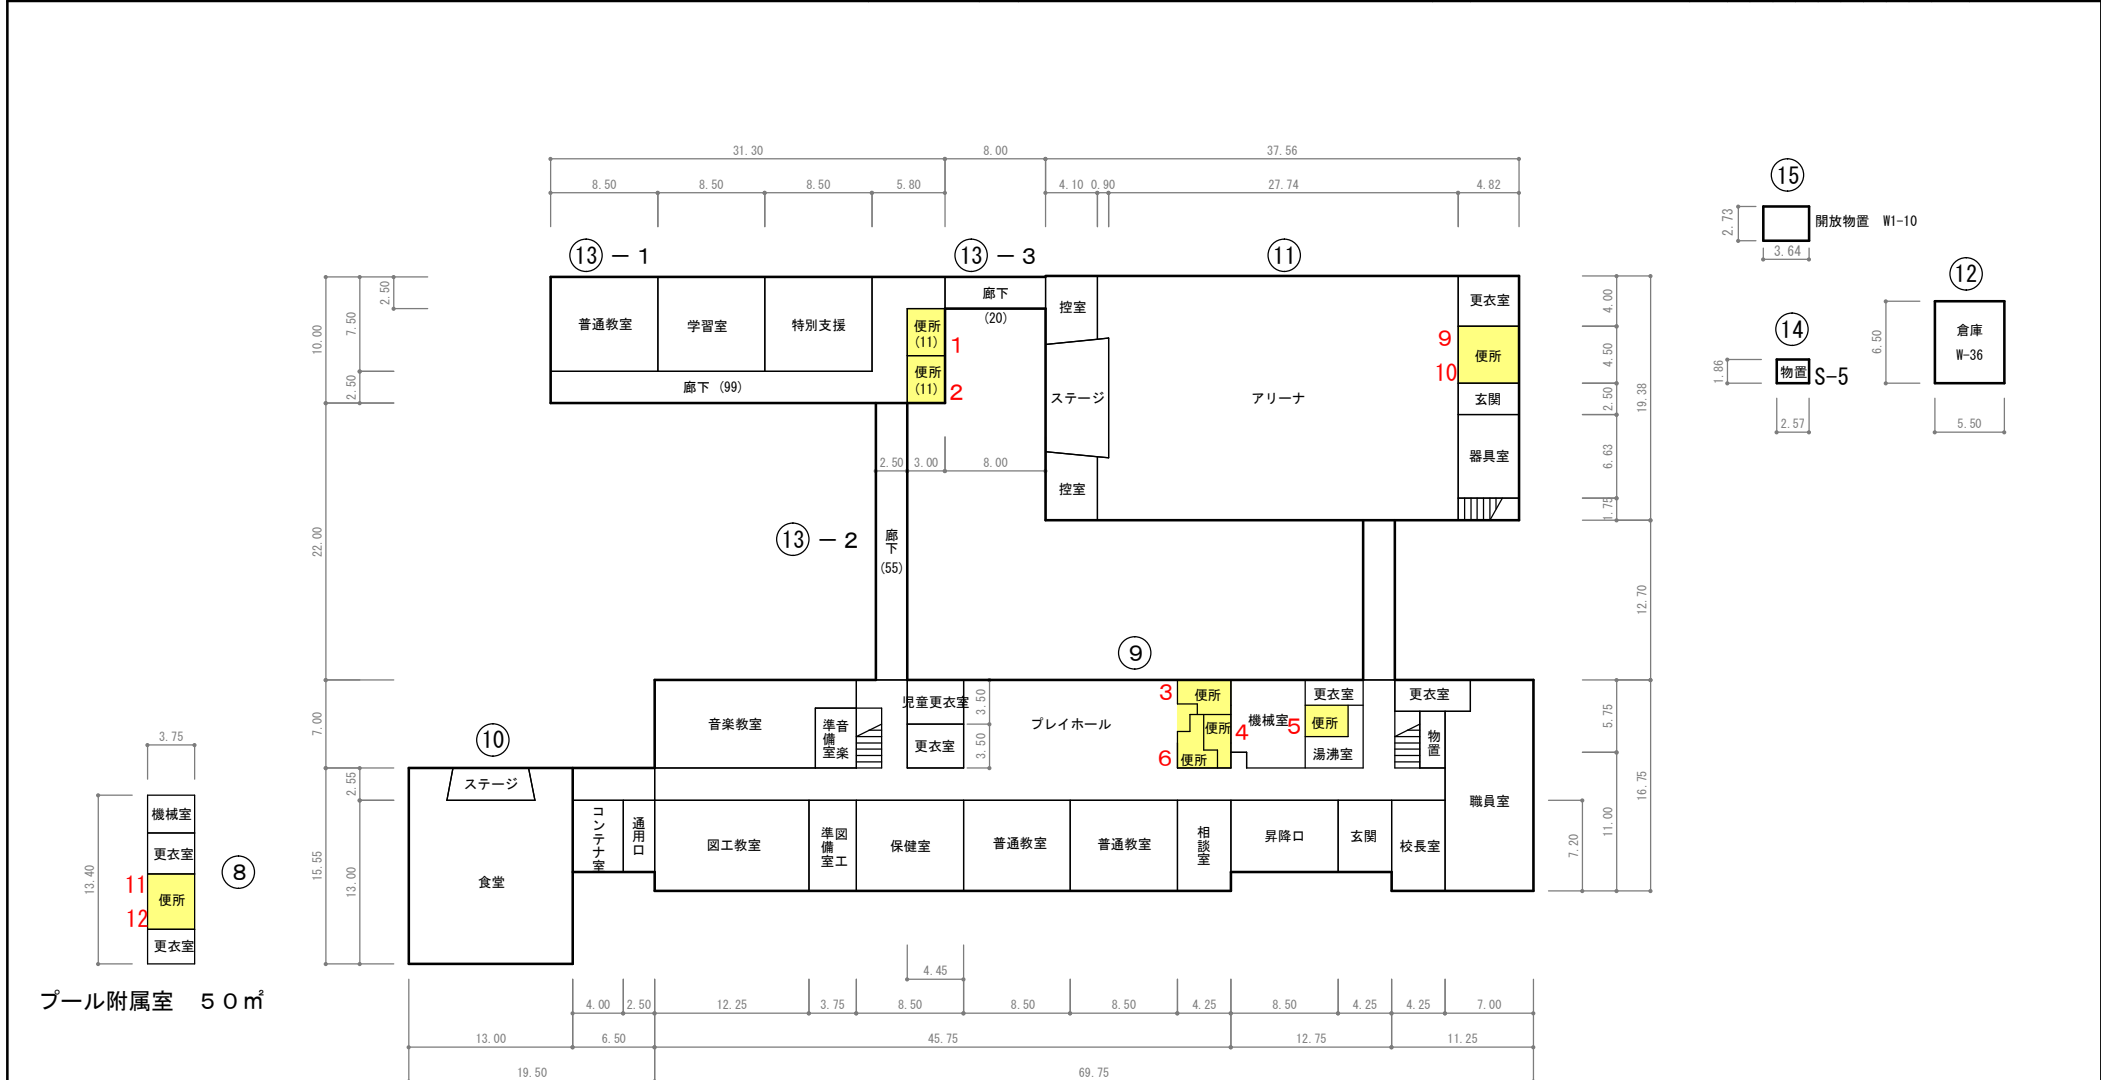 31.30
8.00
37.56
8.50
8.50
8.50
5.80
4.10
0.90
27.74
4.82
⑮
2.73
開放物置 W1-10
3.64
⑬－１
⑬－３
⑪
⑫
2.50
7.50
10.00
2.50
普通教室
学習室
特別支援
廊下
(20)
便所
(11)
1
便所
(11)
2
廊下 (99)
控室
ステージ
控室
アリーナ
更衣室
9
10
便所
玄関
器具室
4.00
4.50
2.50
6.63
1.75
19.38
⑭
1.86
物置
S-5
2.57
6.50
倉庫
W-36
5.50
2.50
3.00
8.00
22.00
⑬－２
廊下
(55)
12.70
⑨
音楽教室
音楽準備室
児童更衣室
更衣室
3.50
3.50
プレイホール
3
便所
便所
4
6
便所
機械室
更衣室
5
便所
湯沸室
更衣室
物置
職員室
5.75
11.00
16.75
7.20
7.00
2.55
15.55
13.00
⑩
ステージ
食堂
コンテナ室
通用口
図工教室
図工準備室
保健室
普通教室
普通教室
相談室
昇降口
玄関
校長室
3.75
13.40
機械室
更衣室
11
12
便所
更衣室
⑧
プール附属室 ５０㎡
4.45
4.00
2.50
12.25
3.75
8.50
8.50
8.50
4.25
8.50
4.25
4.25
7.00
13.00
6.50
45.75
12.75
11.25
19.50
69.75